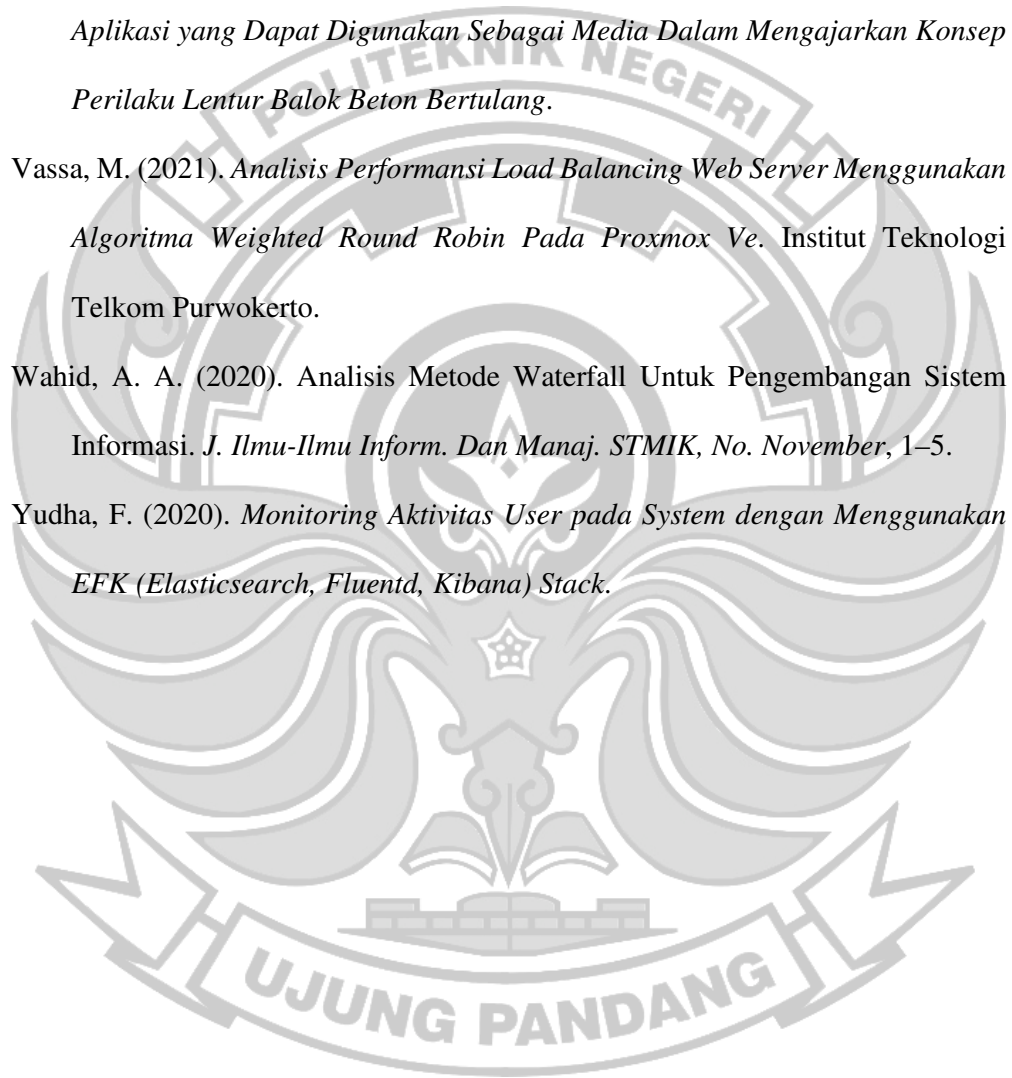 Aplikasi yang Dapat Digunakan Sebagai Media Dalam Mengajarkan Konsep
Perilaku Lentur Balok Beton Bertulang.
Vassa, M. (2021). Analisis Performansi Load Balancing Web Server Menggunakan
Algoritma Weighted Round Robin Pada Proxmox Ve. Institut Teknologi
Telkom Purwokerto.
Wahid, A. A. (2020). Analisis Metode Waterfall Untuk Pengembangan Sistem
Informasi. J. Ilmu-Ilmu Inform. Dan Manaj. STMIK, No. November, 1–5.
Yudha, F. (2020). Monitoring Aktivitas User pada System dengan Menggunakan
EFK (Elasticsearch, Fluentd, Kibana) Stack.
POLITEKNIK NEGERI
UJUNG PANDANG